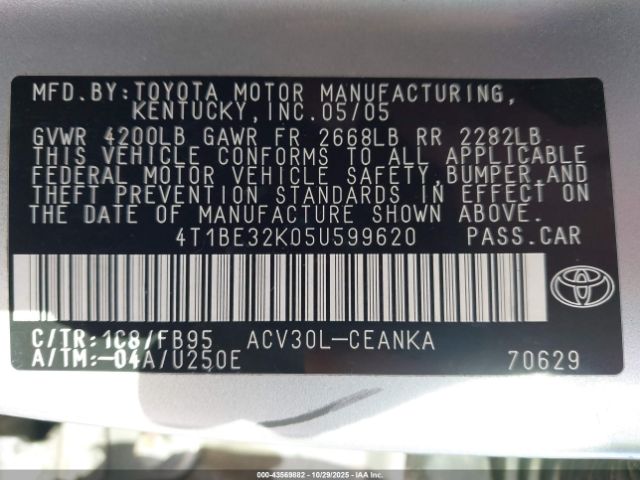 MFD. BY: TOYOTA MOTOR MANUFACTURING,
KENTUCKY, INC. 05/05
GVWR 4200LB GAWR FR 2668LB RR 2282LB
THIS VEHICLE CONFORMS TO ALL APPLICABLE
FEDERAL MOTOR VEHICLE SAFETY, BUMPER, AND
THEFT PREVENTION STANDARDS IN EFFECT ON
THE DATE OF MANUFACTURE SHOWN ABOVE.
4T1BE32K05U599620 PASS. CAR
C/TR: 1C8/FB95 ACV30L-CEANKA
A/TM: -04A/U250E 70629
000-43569882 | 10/29/2025 | IAAI.com